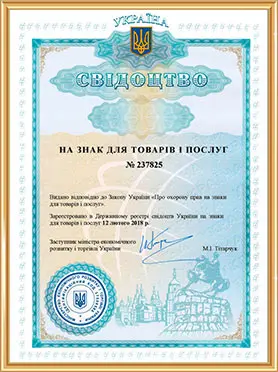 УКРАЇНА
СВІДОЦТВО
НА ЗНАК ДЛЯ ТОВАРІВ І ПОСЛУГ
№ 237825
Видано відповідно до Закону України «Про охорону прав на знаки
для товарів і послуг».
Зареєстровано в Державному реєстрі свідоцтв України на знаки
для товарів і послуг 12 лютого 2018 р.
Заступник міністра економічного
розвитку і торгівлі України
М.І. Тітарчук